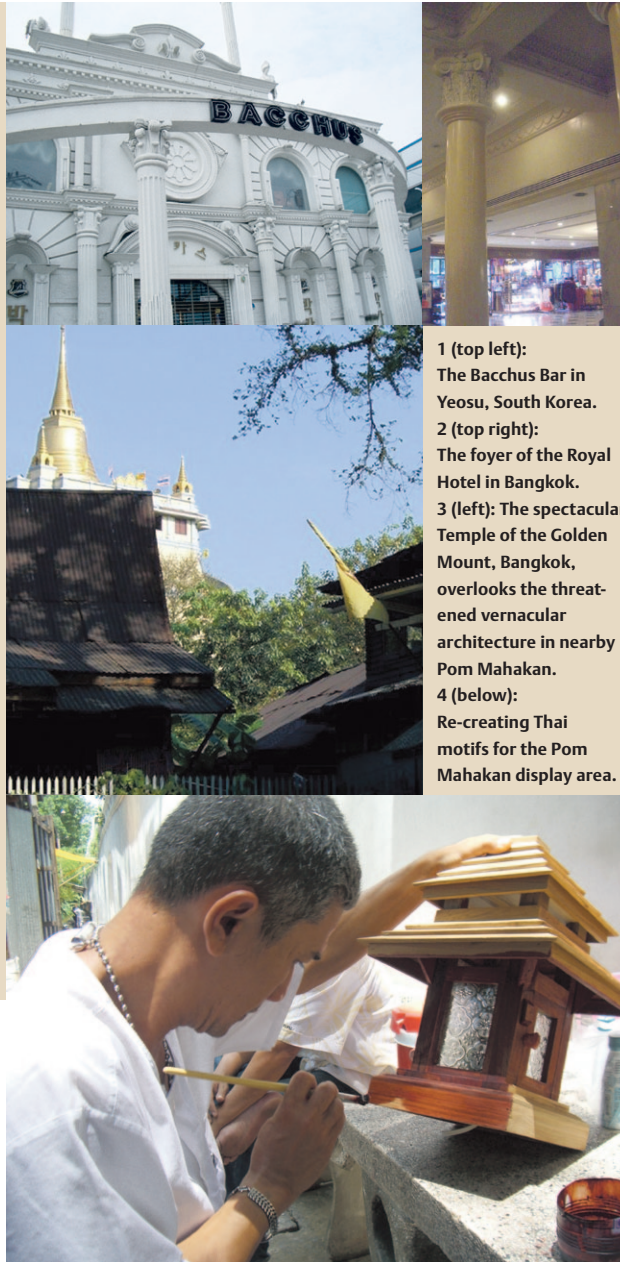 BACCHUS
카스
1 (top left):
The Bacchus Bar in
Yeosu, South Korea.
2 (top right):
The foyer of the Royal
Hotel in Bangkok.
3 (left): The spectacula
Temple of the Golden
Mount, Bangkok,
overlooks the threat-
ened vernacular
architecture in nearby
Pom Mahakan.
4 (below):
Re-creating Thai
motifs for the Pom
Mahakan display area.